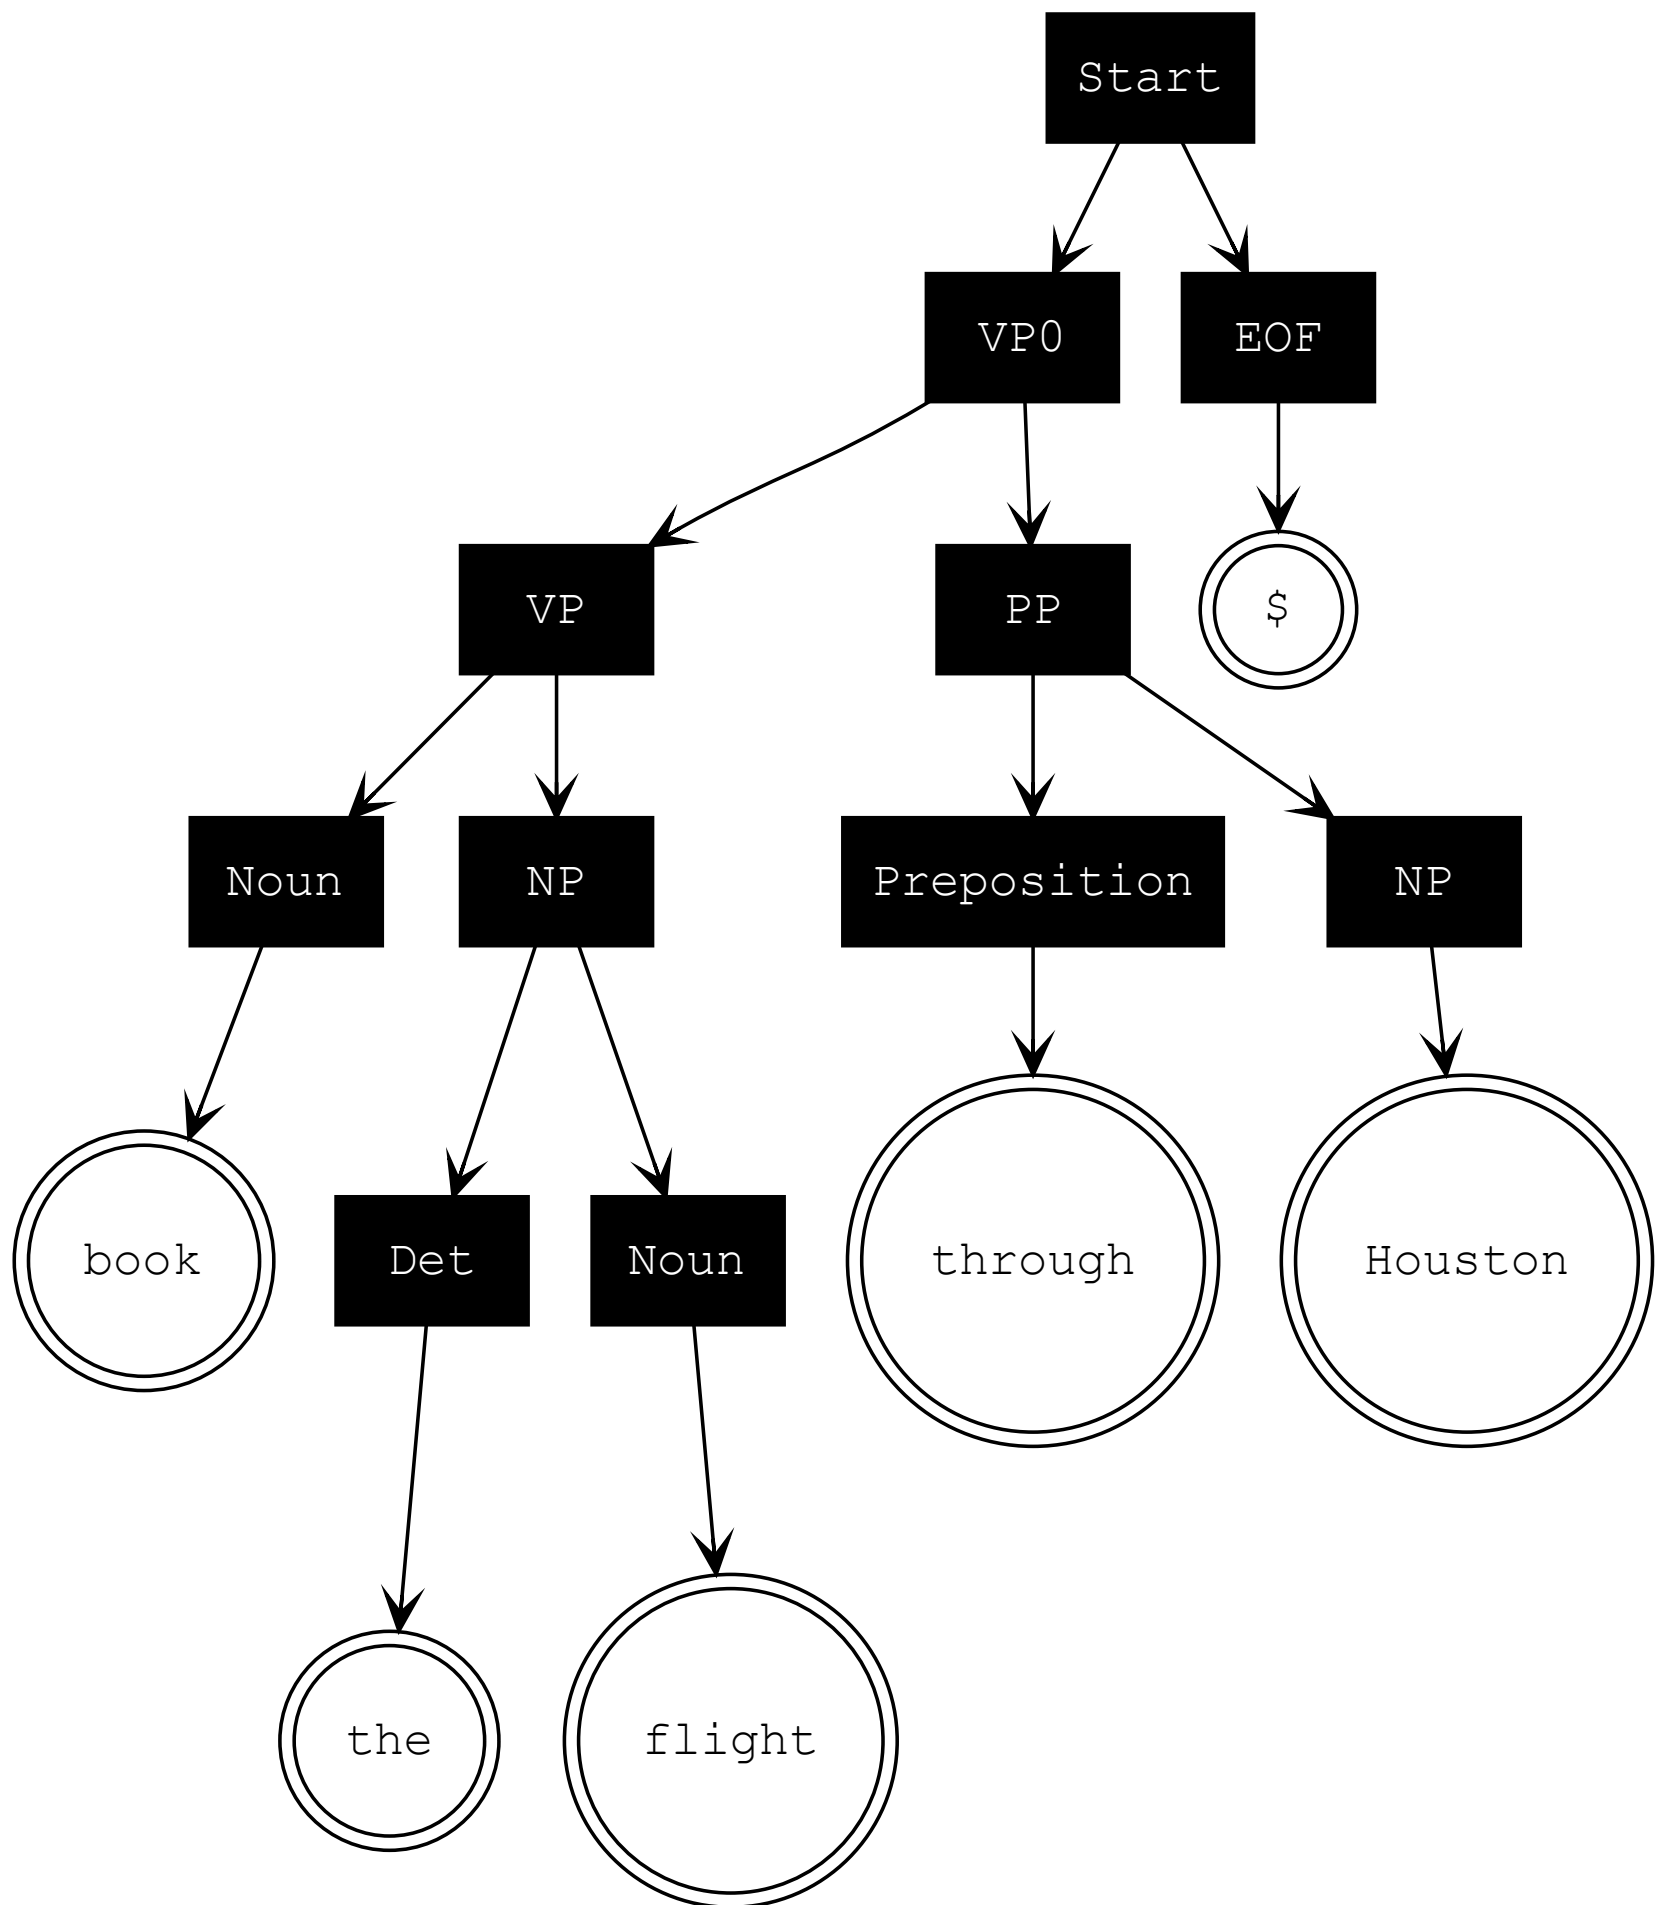 Start
VP0 EOF
VP PP $
Noun NP Preposition NP
book Det Noun through Houston
the flight